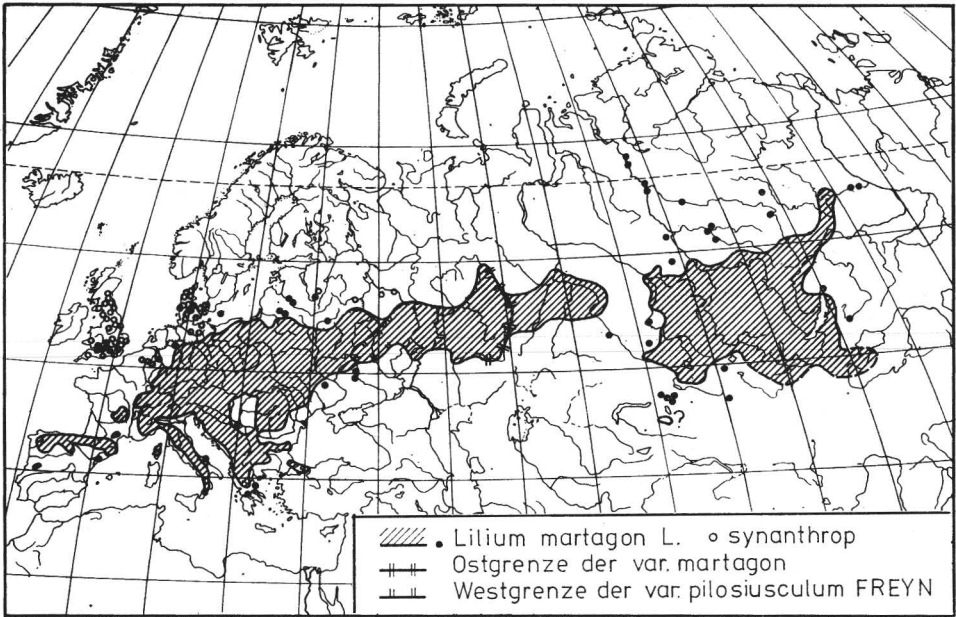 Lilium martagon L. synanthrop
Ostgrenze der var. martagon
Westgrenze der var. pilosiusculum FREYN
?